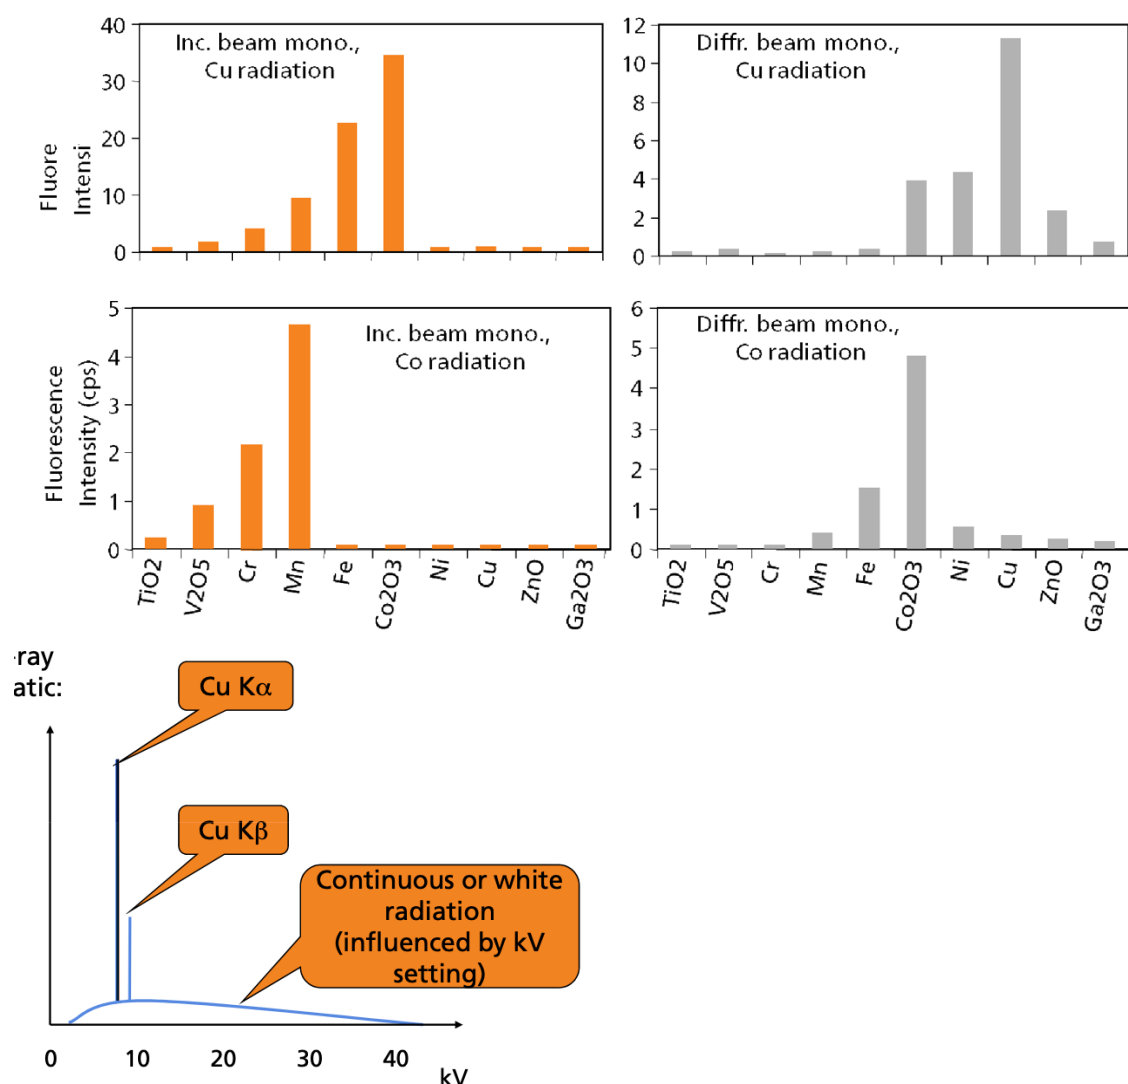 40
30
20
10
0
Fluore
Intensi
Inc. beam mono.,
Cu radiation
12
10
8
6
4
2
0
Diffr. beam mono.,
Cu radiation
5
4
3
2
1
0
Fluorescence
Intensity (cps)
Inc. beam mono.,
Co radiation
TiO2
V2O5
Cr
Mn
Fe
Co2O3
Ni
Cu
ZnO
Ga2O3
6
5
4
3
2
1
0
Diffr. beam mono.,
Co radiation
TiO2
V2O5
Cr
Mn
Fe
Co2O3
Ni
Cu
ZnO
Ga2O3
-ray
atic:
Cu Kα
Cu Kβ
Continuous or white
radiation
(influenced by kV
setting)
0 10 20 30 40
kV